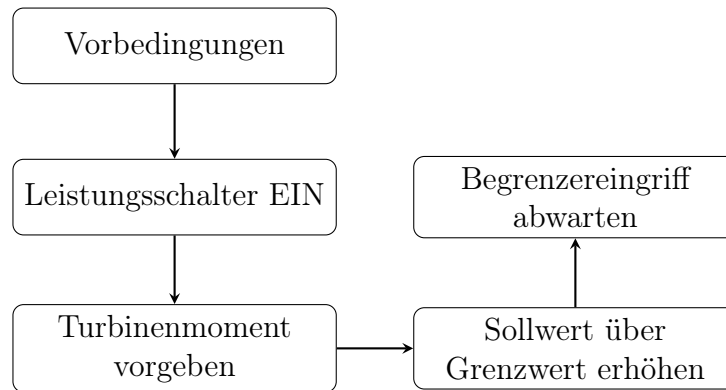 Vorbedingungen
Leistungsschalter EIN
Turbinenmoment
vorgeben
Sollwert über
Grenzwert erhöhen
Begrenzereingriff
abwarten